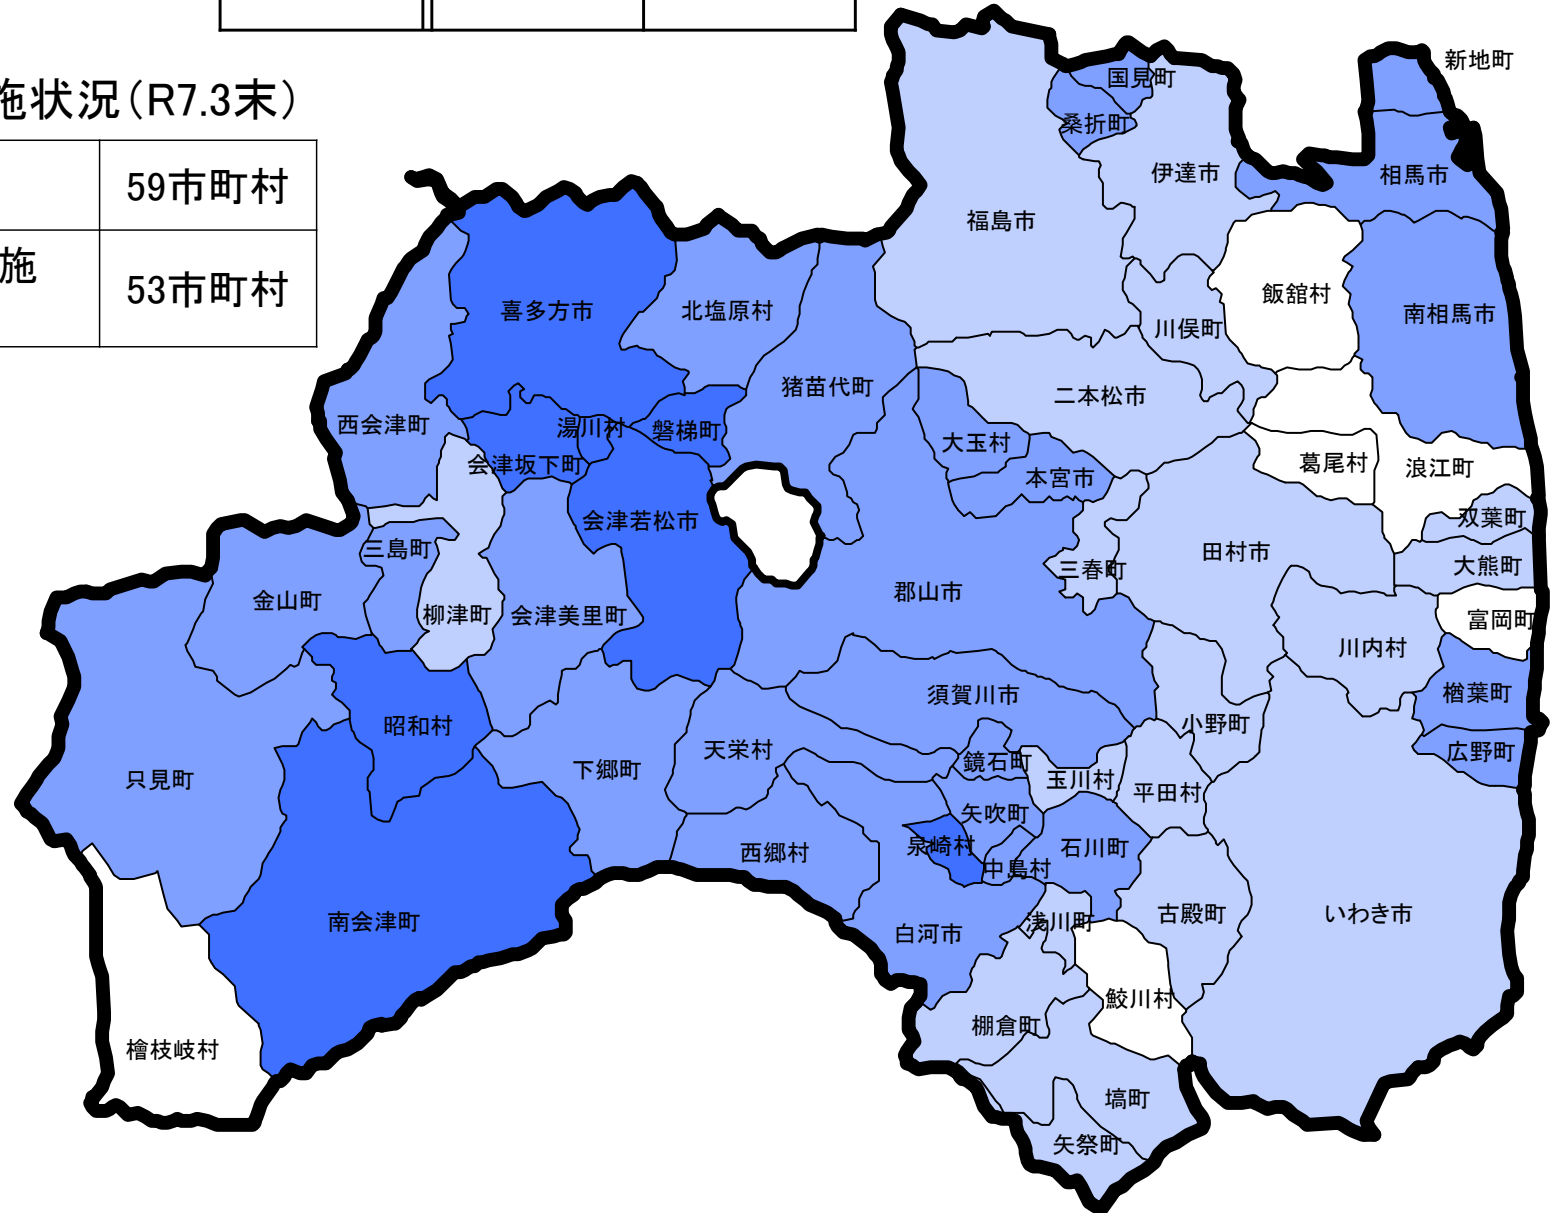 施状況（R7.3末）
59市町村
施
53市町村
新地町
国見町
桑折町
伊達市
相馬市
福島市
飯舘村
南相馬市
喜多方市
北塩原村
川俣町
猪苗代町
二本松市
西会津町
湯川村
磐梯町
大玉村
会津坂下町
本宮市
葛尾村
浪江町
会津若松市
双葉町
三島町
田村市
大熊町
三春町
金山町
郡山市
柳津町
会津美里町
富岡町
川内村
須賀川市
楢葉町
昭和村
小野町
天栄村
広野町
鏡石町
下郷町
只見町
玉川村
平田村
矢吹町
泉崎村
石川町
西郷村
中島村
南会津町
浅川町
古殿町
いわき市
白河市
鮫川村
棚倉町
檜枝岐村
塙町
矢祭町